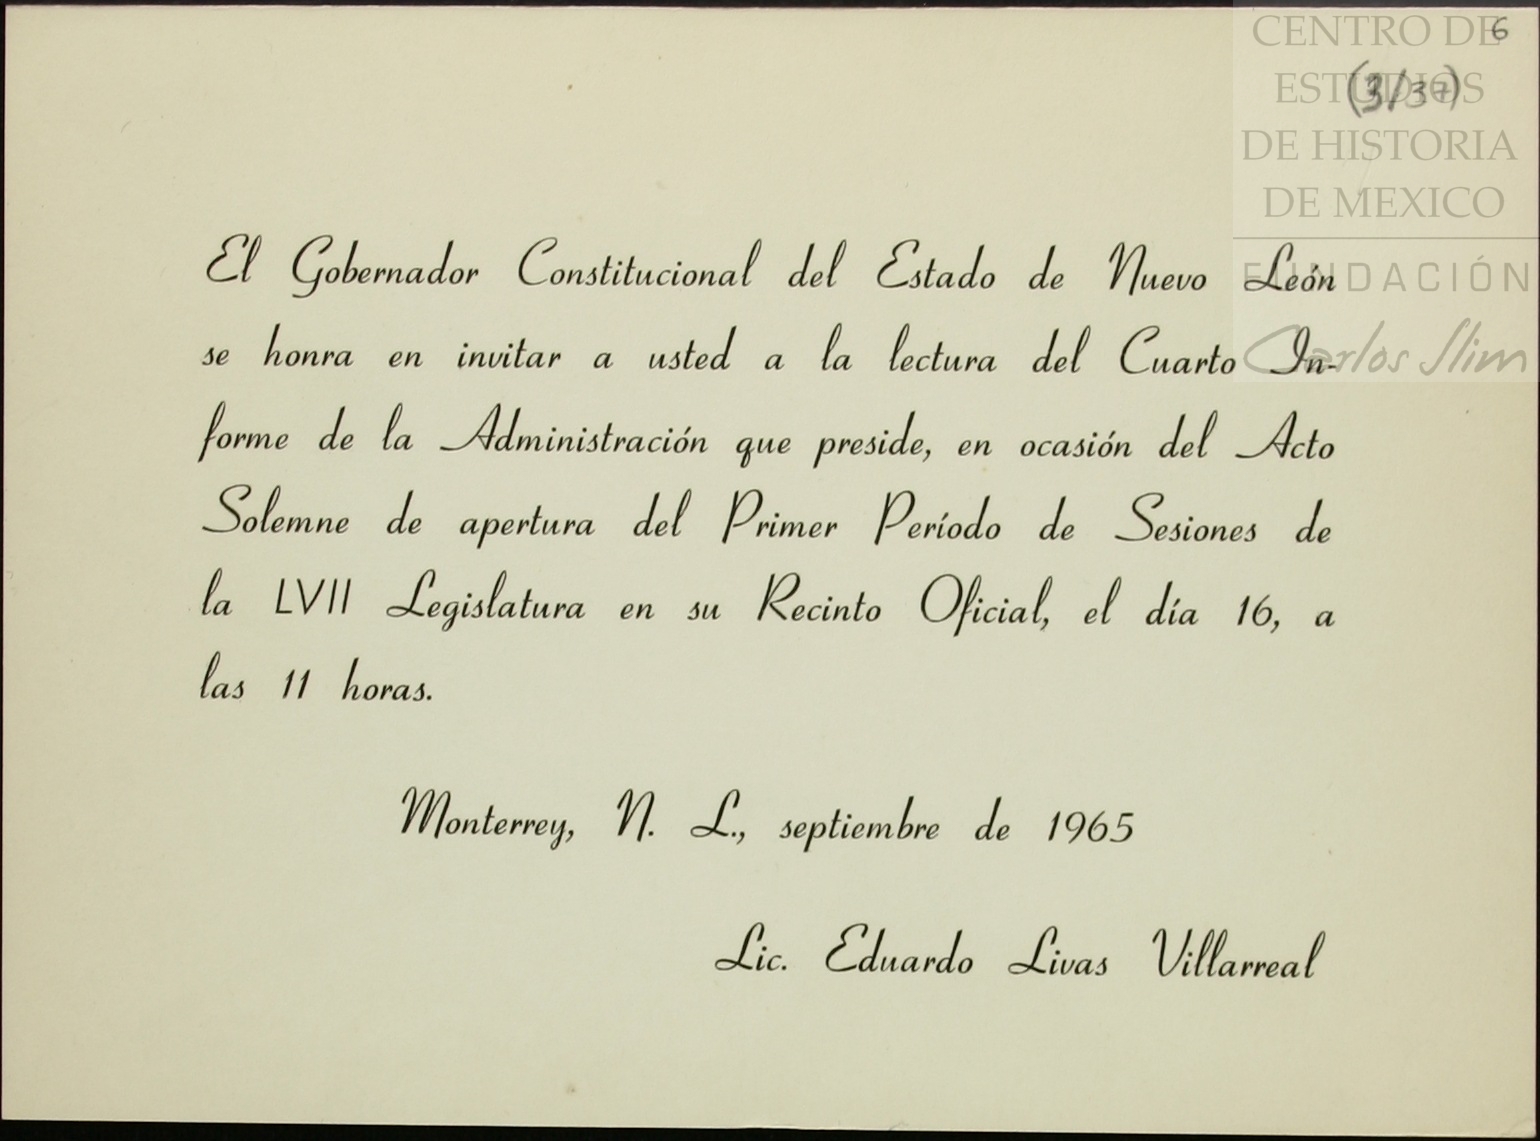 CENTRO DE
6
ESTUDIOS
(3/37)
DE HISTORIA
DE MEXICO
FUNDACIÓN
Carlos Slim
El Gobernador Constitucional del Estado de Nuevo León
se honra en invitar a usted a la lectura del Cuarto In-
forme de la Administración que preside, en ocasión del Acto
Solemne de apertura del Primer Período de Sesiones de
la LVII Legislatura en su Recinto Oficial, el día 16, a
las 11 horas.
Monterrey, N. L., septiembre de 1965
Lic. Eduardo Livas Villarreal